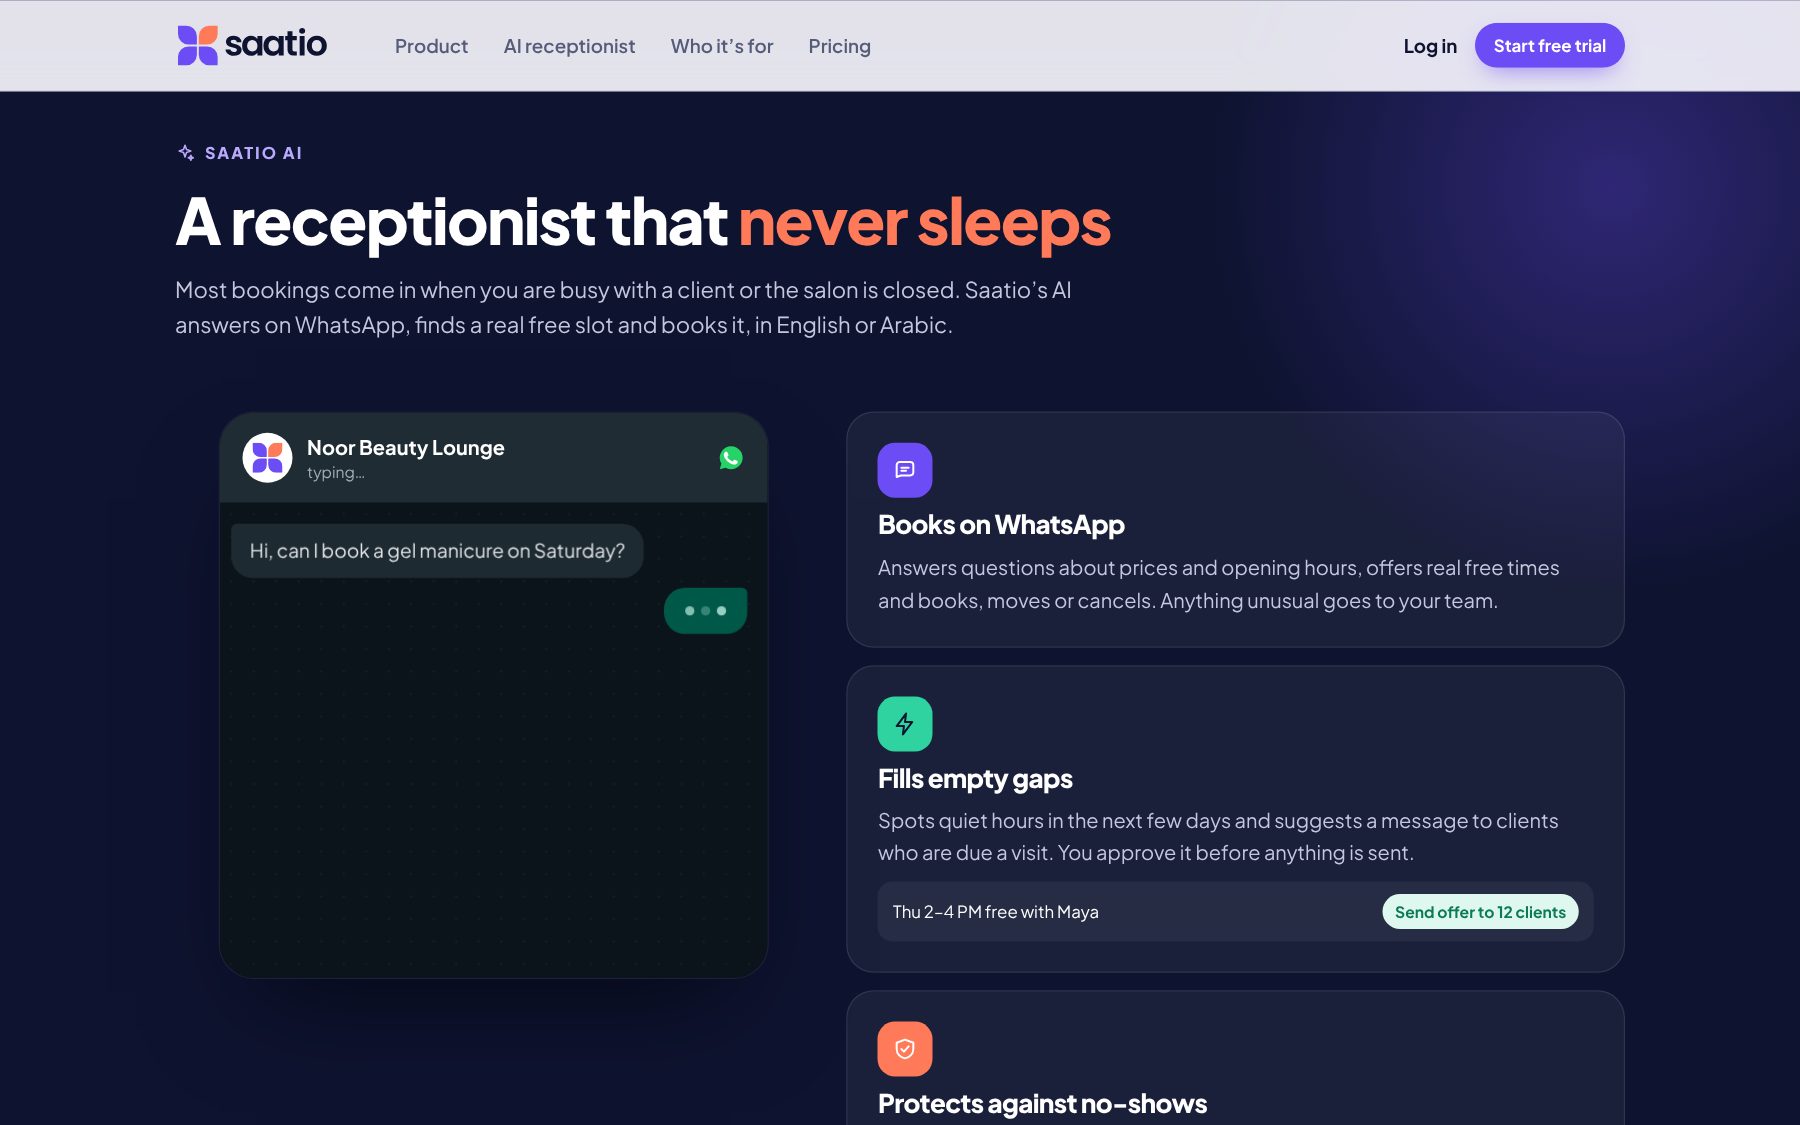 saatio
Product
AI receptionist
Who it’s for
Pricing
Log in
Start free trial
SAATIO AI
A receptionist that never sleeps
Most bookings come in when you are busy with a client or the salon is closed. Saatio’s AI
answers on WhatsApp, finds a real free slot and books it, in English or Arabic.
Noor Beauty Lounge
typing…
Hi, can I book a gel manicure on Saturday?
Books on WhatsApp
Answers questions about prices and opening hours, offers real free times
and books, moves or cancels. Anything unusual goes to your team.
Fills empty gaps
Spots quiet hours in the next few days and suggests a message to clients
who are due a visit. You approve it before anything is sent.
Thu 2–4 PM free with Maya
Send offer to 12 clients
Protects against no-shows